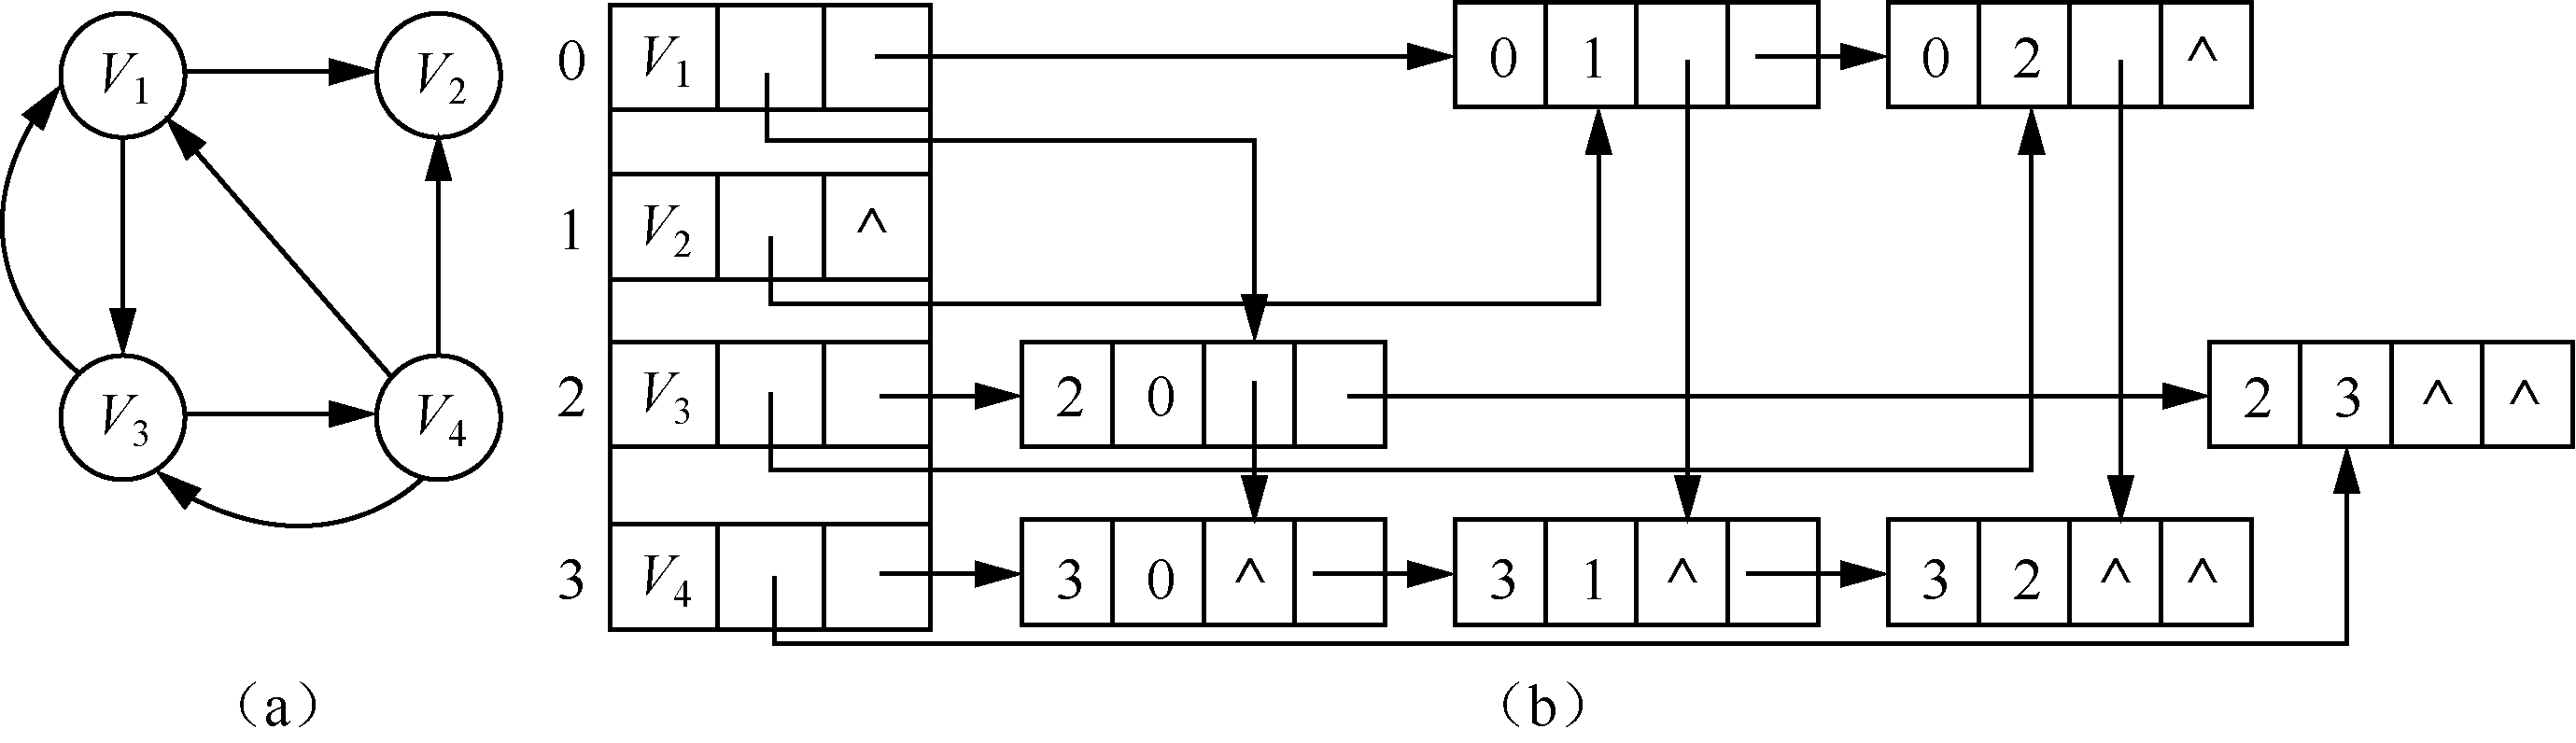 V1 V2
V3 V4
(a)
0 V1 0 1 0 2 ^
1 V2 ^
2 V3 2 0 2 3 ^ ^
3 V4 3 0 ^ 3 1 ^ 3 2 ^ ^
(b)